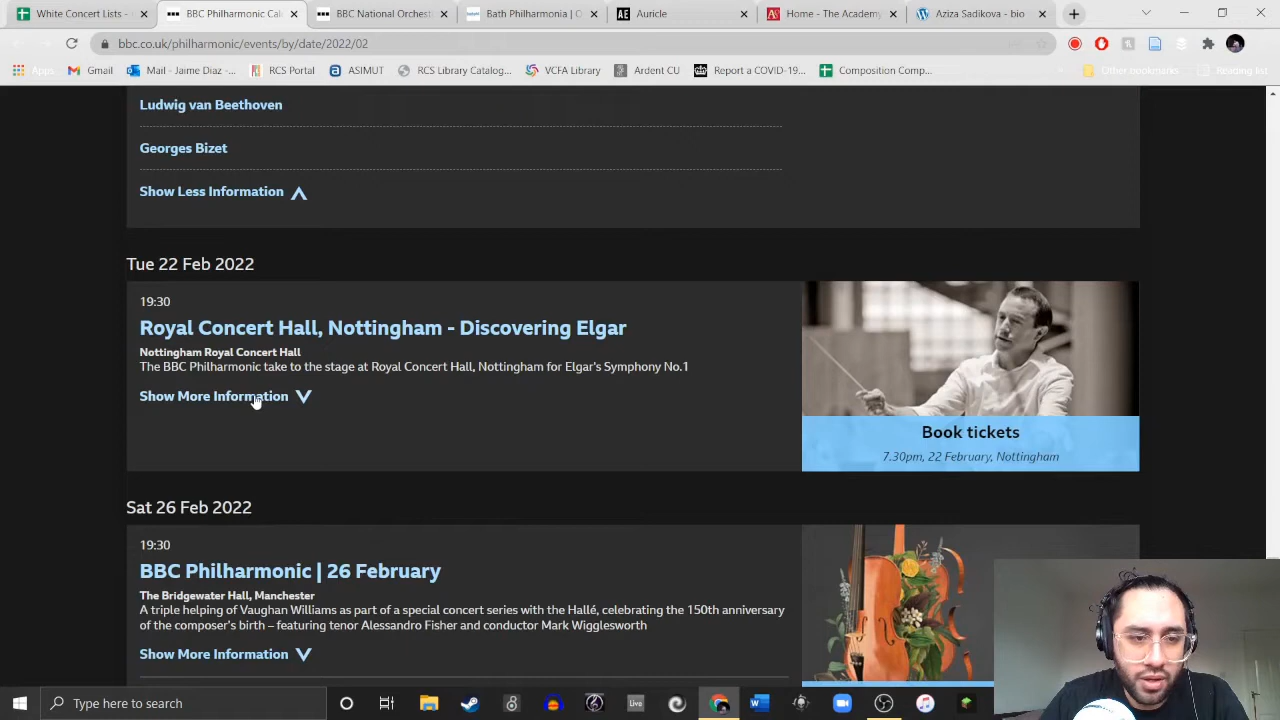 White Concert Lists -
BBC Philharmonic Cal
BBC National Orchest
Bath Philharmonia | C
AE Auricle
Home - The Academy
Aziza Sadikova - bio
bbc.co.uk/philharmonic/events/by/date/2022/02
Apps Gmail Mail - Jaime Diaz -... RCS Portal ASIMUT RCS Library Catalog... VCFA Library Ardent CU Report a COVID-19... Composition Comp... Other bookmarks Reading list
Ludwig van Beethoven
Georges Bizet
Show Less Information
Tue 22 Feb 2022
19:30
Royal Concert Hall, Nottingham - Discovering Elgar
Nottingham Royal Concert Hall
The BBC Philharmonic take to the stage at Royal Concert Hall, Nottingham for Elgar's Symphony No.1
Show More Information
Book tickets
7.30pm, 22 February, Nottingham
Sat 26 Feb 2022
19:30
BBC Philharmonic | 26 February
The Bridgewater Hall, Manchester
A triple helping of Vaughan Williams as part of a special concert series with the Hallé, celebrating the 150th anniversary
of the composer's birth – featuring tenor Alessandro Fisher and conductor Mark Wigglesworth
Show More Information
Type here to search
Live